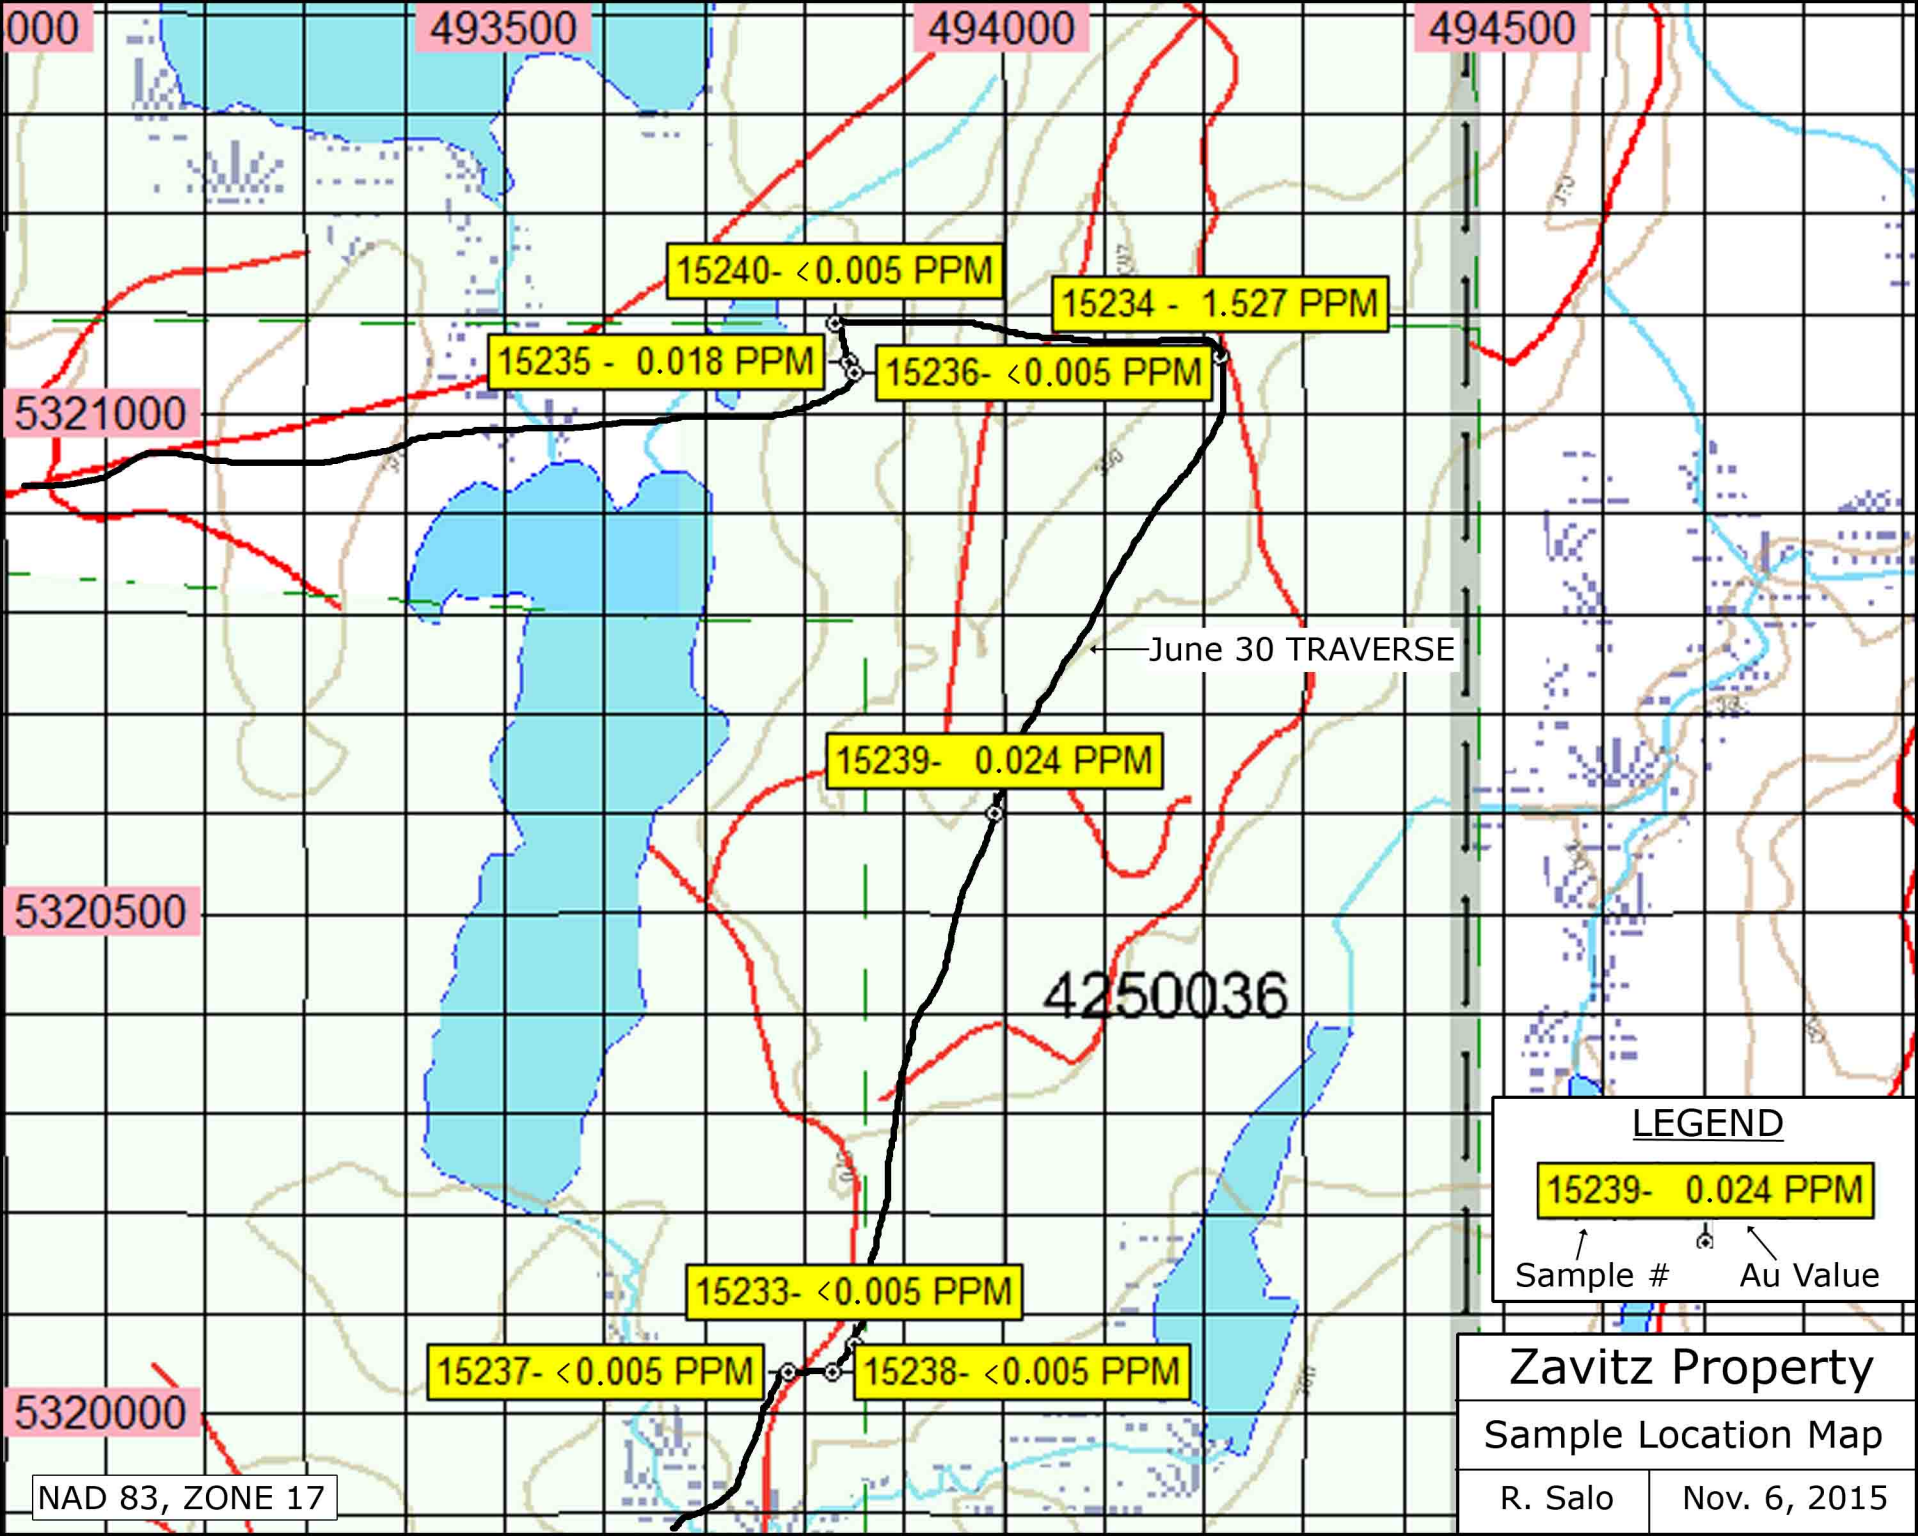 000
493500
494000
494500
15240- <0.005 PPM
15234 - 1.527 PPM
15235 - 0.018 PPM
15236- <0.005 PPM
5321000
June 30 TRAVERSE
15239- 0.024 PPM
5320500
4250036
LEGEND
15239- 0.024 PPM
Sample #
Au Value
15233- <0.005 PPM
15237- <0.005 PPM
15238- <0.005 PPM
5320000
Zavitz Property
Sample Location Map
R. Salo
Nov. 6, 2015
NAD 83, ZONE 17